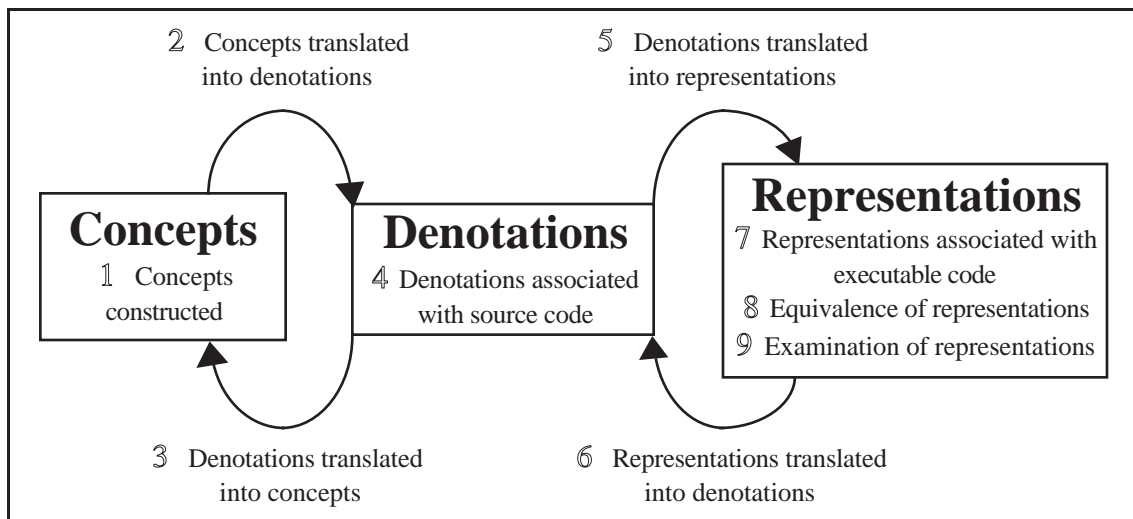 2 Concepts translated
into denotations
5 Denotations translated
into representations
Concepts
1 Concepts
constructed
Denotations
4 Denotations associated
with source code
Representations
7 Representations associated with
executable code
8 Equivalence of representations
9 Examination of representations
3 Denotations translated
into concepts
6 Representations translated
into denotations